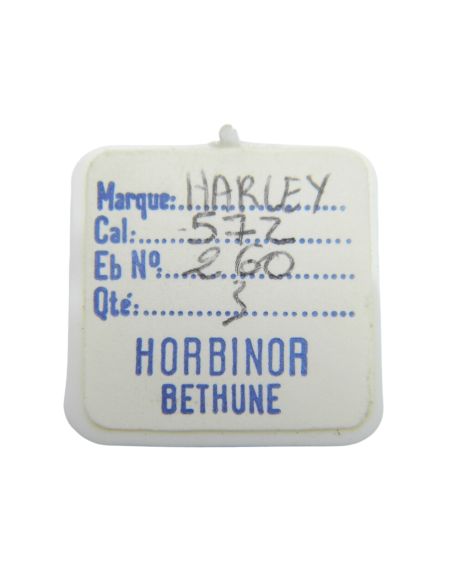 Marque: HARLEY
Cal: 572
Eb Nº 260
Qté: 3
HORBINOR
BETHUNE